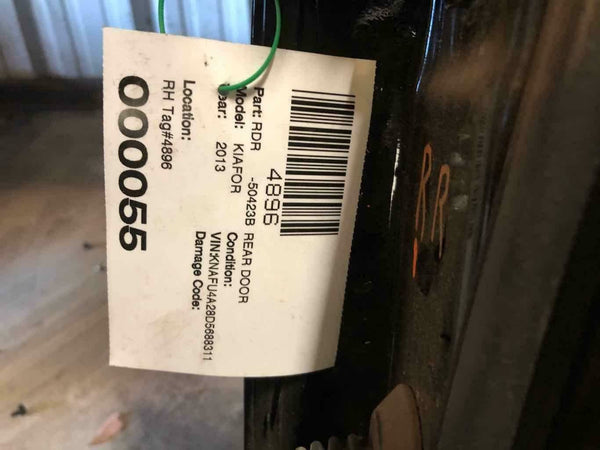 4896
Part: RDR -50423B REAR DOOR
Model: KIAFOR Condition:
ear: 2013 VIN:KNAFU4A28D5688311
Damage Code:
Location:
RH Tag#4896
000055
RR